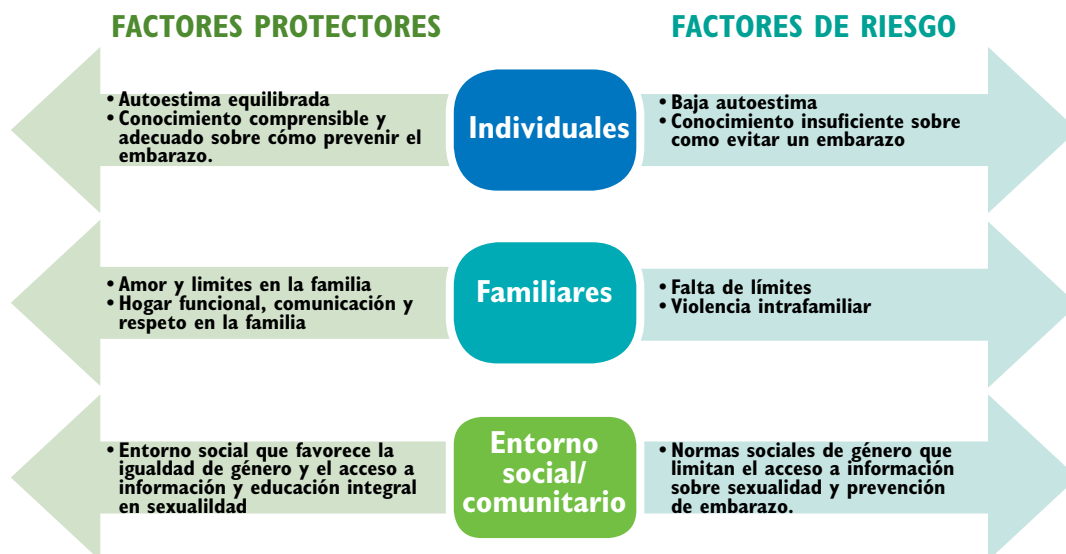 FACTORES PROTECTORES
FACTORES DE RIESGO
• Autoestima equilibrada
• Conocimiento comprensible y
adecuado sobre cómo prevenir el
embarazo.
Individuales
• Baja autoestima
• Conocimiento insuficiente sobre
como evitar un embarazo
• Amor y limites en la familia
• Hogar funcional, comunicación y
respeto en la familia
Familiares
• Falta de límites
• Violencia intrafamiliar
• Entorno social que favorece la
igualdad de género y el acceso a
información y educación integral
en sexualildad
Entorno
social/
comunitario
• Normas sociales de género que
limitan el acceso a información
sobre sexualidad y prevención
de embarazo.